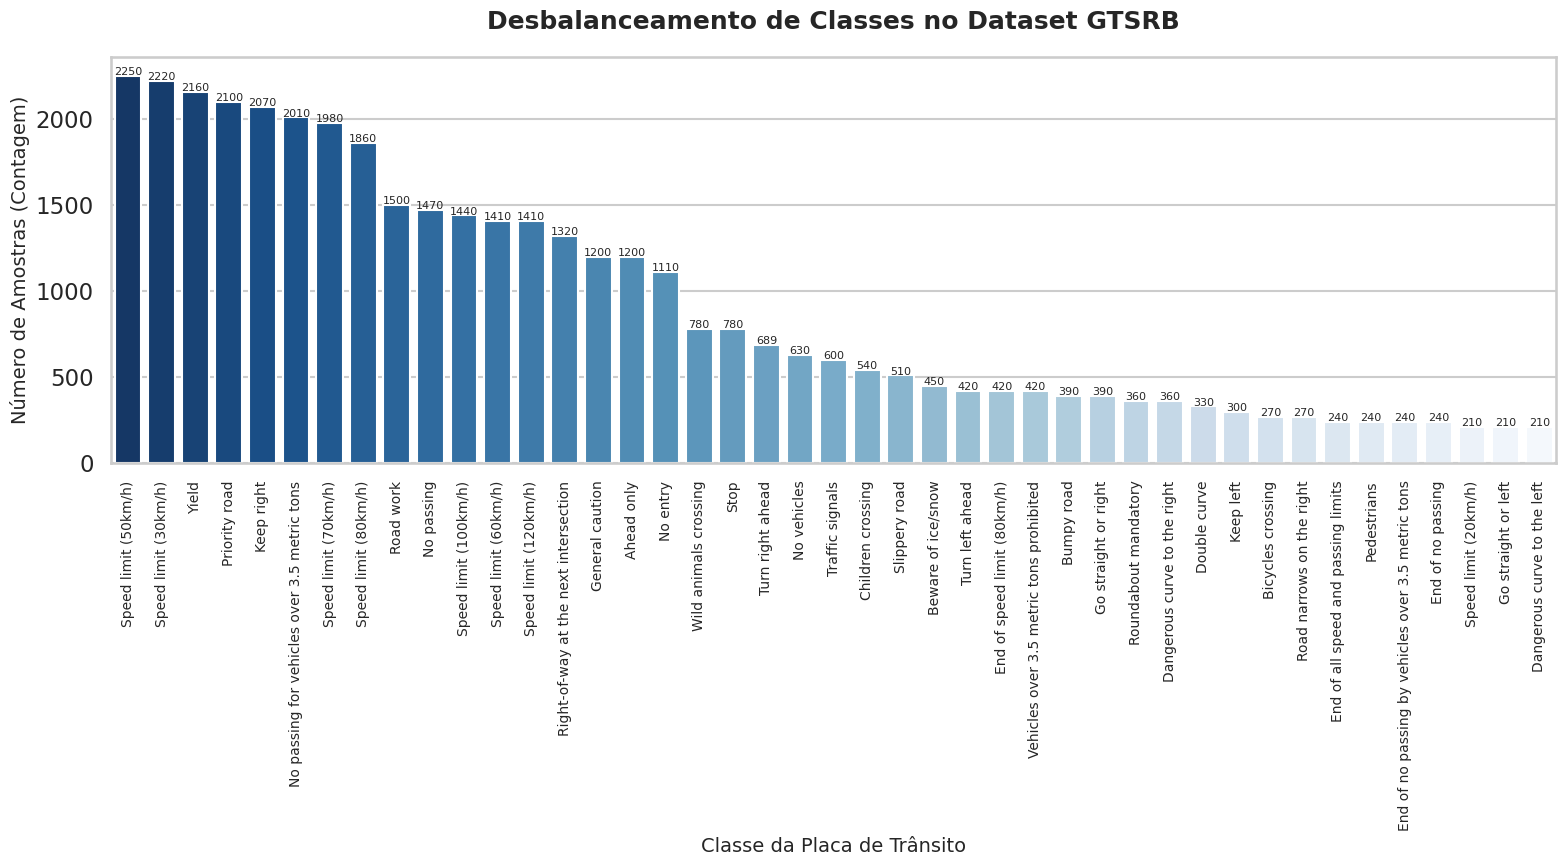 Desbalanceamento de Classes no Dataset GTSRB
Número de Amostras (Contagem)
2000
1500
1000
500
0
2250
2220
2160
2100
2070
2010
1980
1860
1500
1470
1440
1410
1410
1320
1200
1200
1110
780
780
689
630
600
540
510
450
420
420
420
390
390
360
360
330
300
270
270
240
240
240
240
210
210
210
Speed limit (50km/h)
Speed limit (30km/h)
Yield
Priority road
Keep right
No passing for vehicles over 3.5 metric tons
Speed limit (70km/h)
Speed limit (80km/h)
Road work
No passing
Speed limit (100km/h)
Speed limit (60km/h)
Speed limit (120km/h)
Right-of-way at the next intersection
General caution
Ahead only
No entry
Wild animals crossing
Stop
Turn right ahead
No vehicles
Traffic signals
Children crossing
Slippery road
Beware of ice/snow
Turn left ahead
End of speed limit (80km/h)
Vehicles over 3.5 metric tons prohibited
Bumpy road
Go straight or right
Roundabout mandatory
Dangerous curve to the right
Double curve
Keep left
Bicycles crossing
Road narrows on the right
End of all speed and passing limits
Pedestrians
End of no passing by vehicles over 3.5 metric tons
End of no passing
Speed limit (20km/h)
Go straight or left
Dangerous curve to the left
Classe da Placa de Trânsito